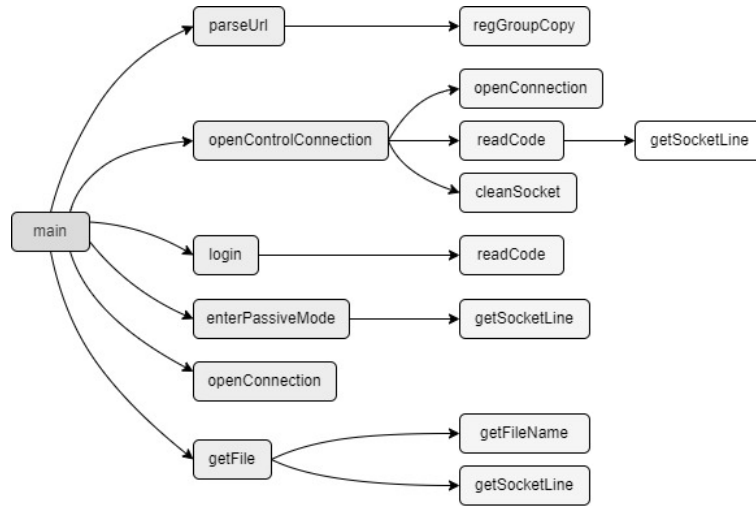 parseUrl
regGroupCopy
openConnection
openControlConnection
readCode
getSocketLine
cleanSocket
main
login
readCode
enterPassiveMode
getSocketLine
openConnection
getFileName
getFile
getSocketLine